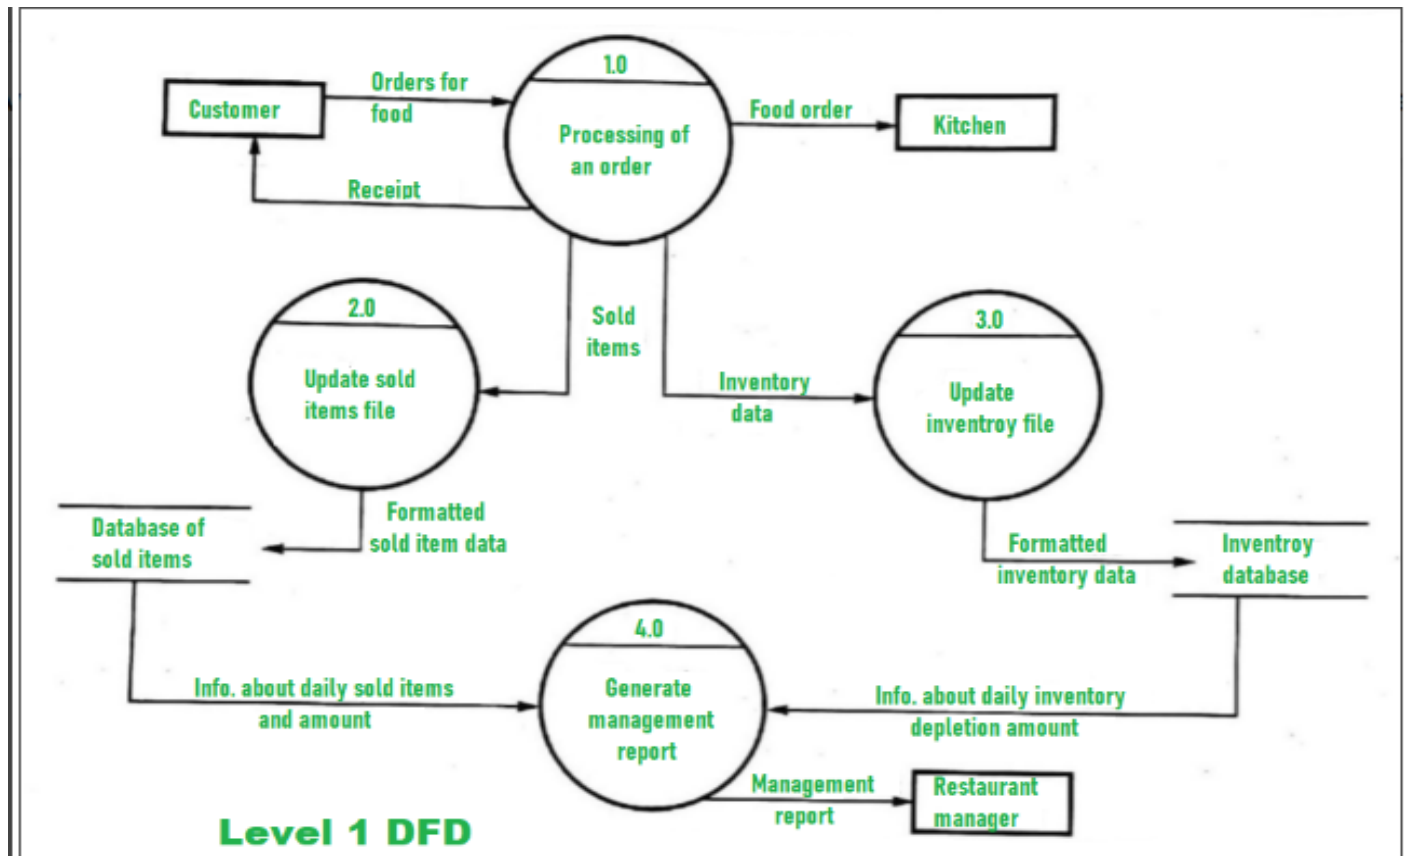 1.0
Orders for
food
Customer
Food order
Kitchen
Processing of
an order
Receipt
2.0
Sold
items
3.0
Update sold
items file
Inventory
data
Update
inventroy file
Formatted
sold item data
Database of
sold items
Formatted
inventory data
Inventroy
database
4.0
Info. about daily sold items
and amount
Generate
management
report
Info. about daily inventory
depletion amount
Management
report
Restaurant
manager
Level 1 DFD